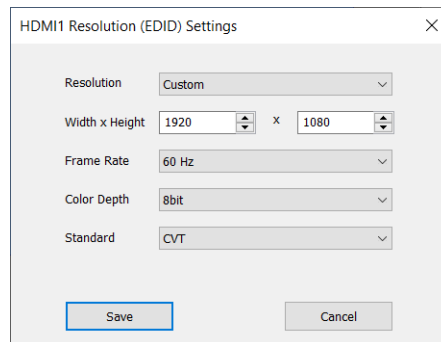 HDMI1 Resolution (EDID) Settings
Resolution Custom
Width x Height 1920 x 1080
Frame Rate 60 Hz
Color Depth 8bit
Standard CVT
Save Cancel